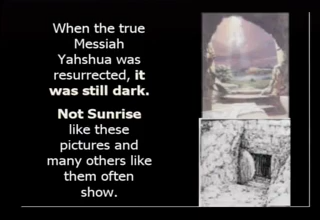 When the true
Messiah
Yahshua was
resurrected, it
was still dark.
Not Sunrise
like these
pictures and
many others like
them often
show.